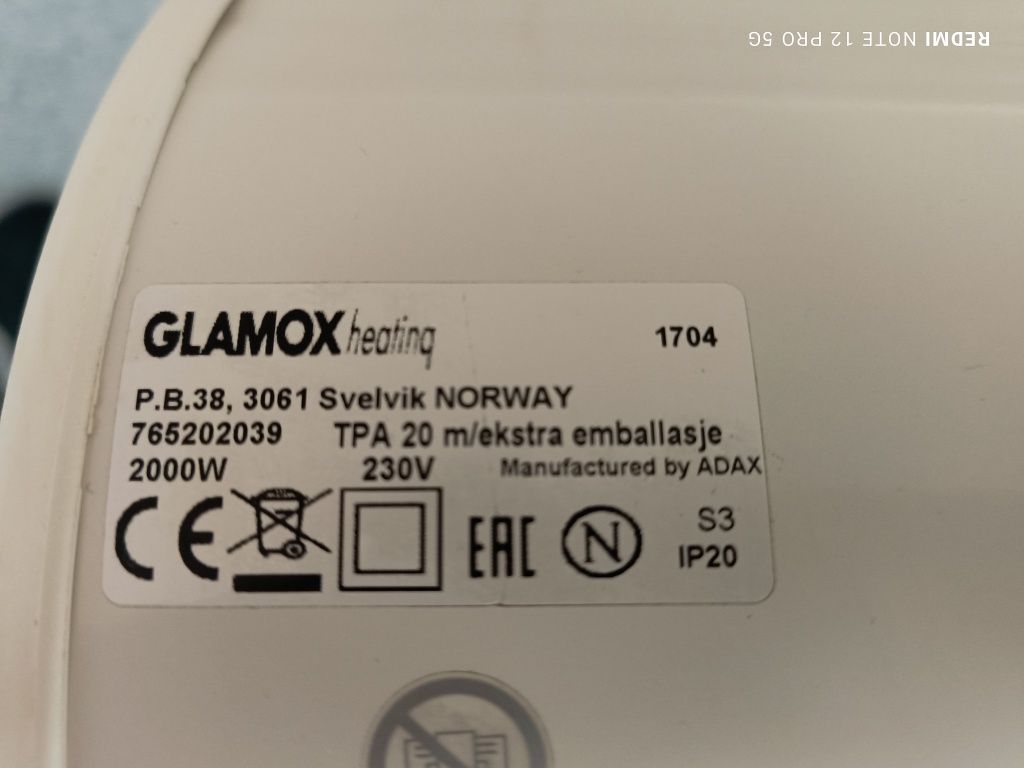 REDMI NOTE 12 PRO 5G
GLAMOX heating
1704
P.B.38, 3061 Svelvik NORWAY
765202039 TPA 20 m/ekstra emballasje
2000W 230V Manufactured by ADAX
CE EAC N S3
IP20